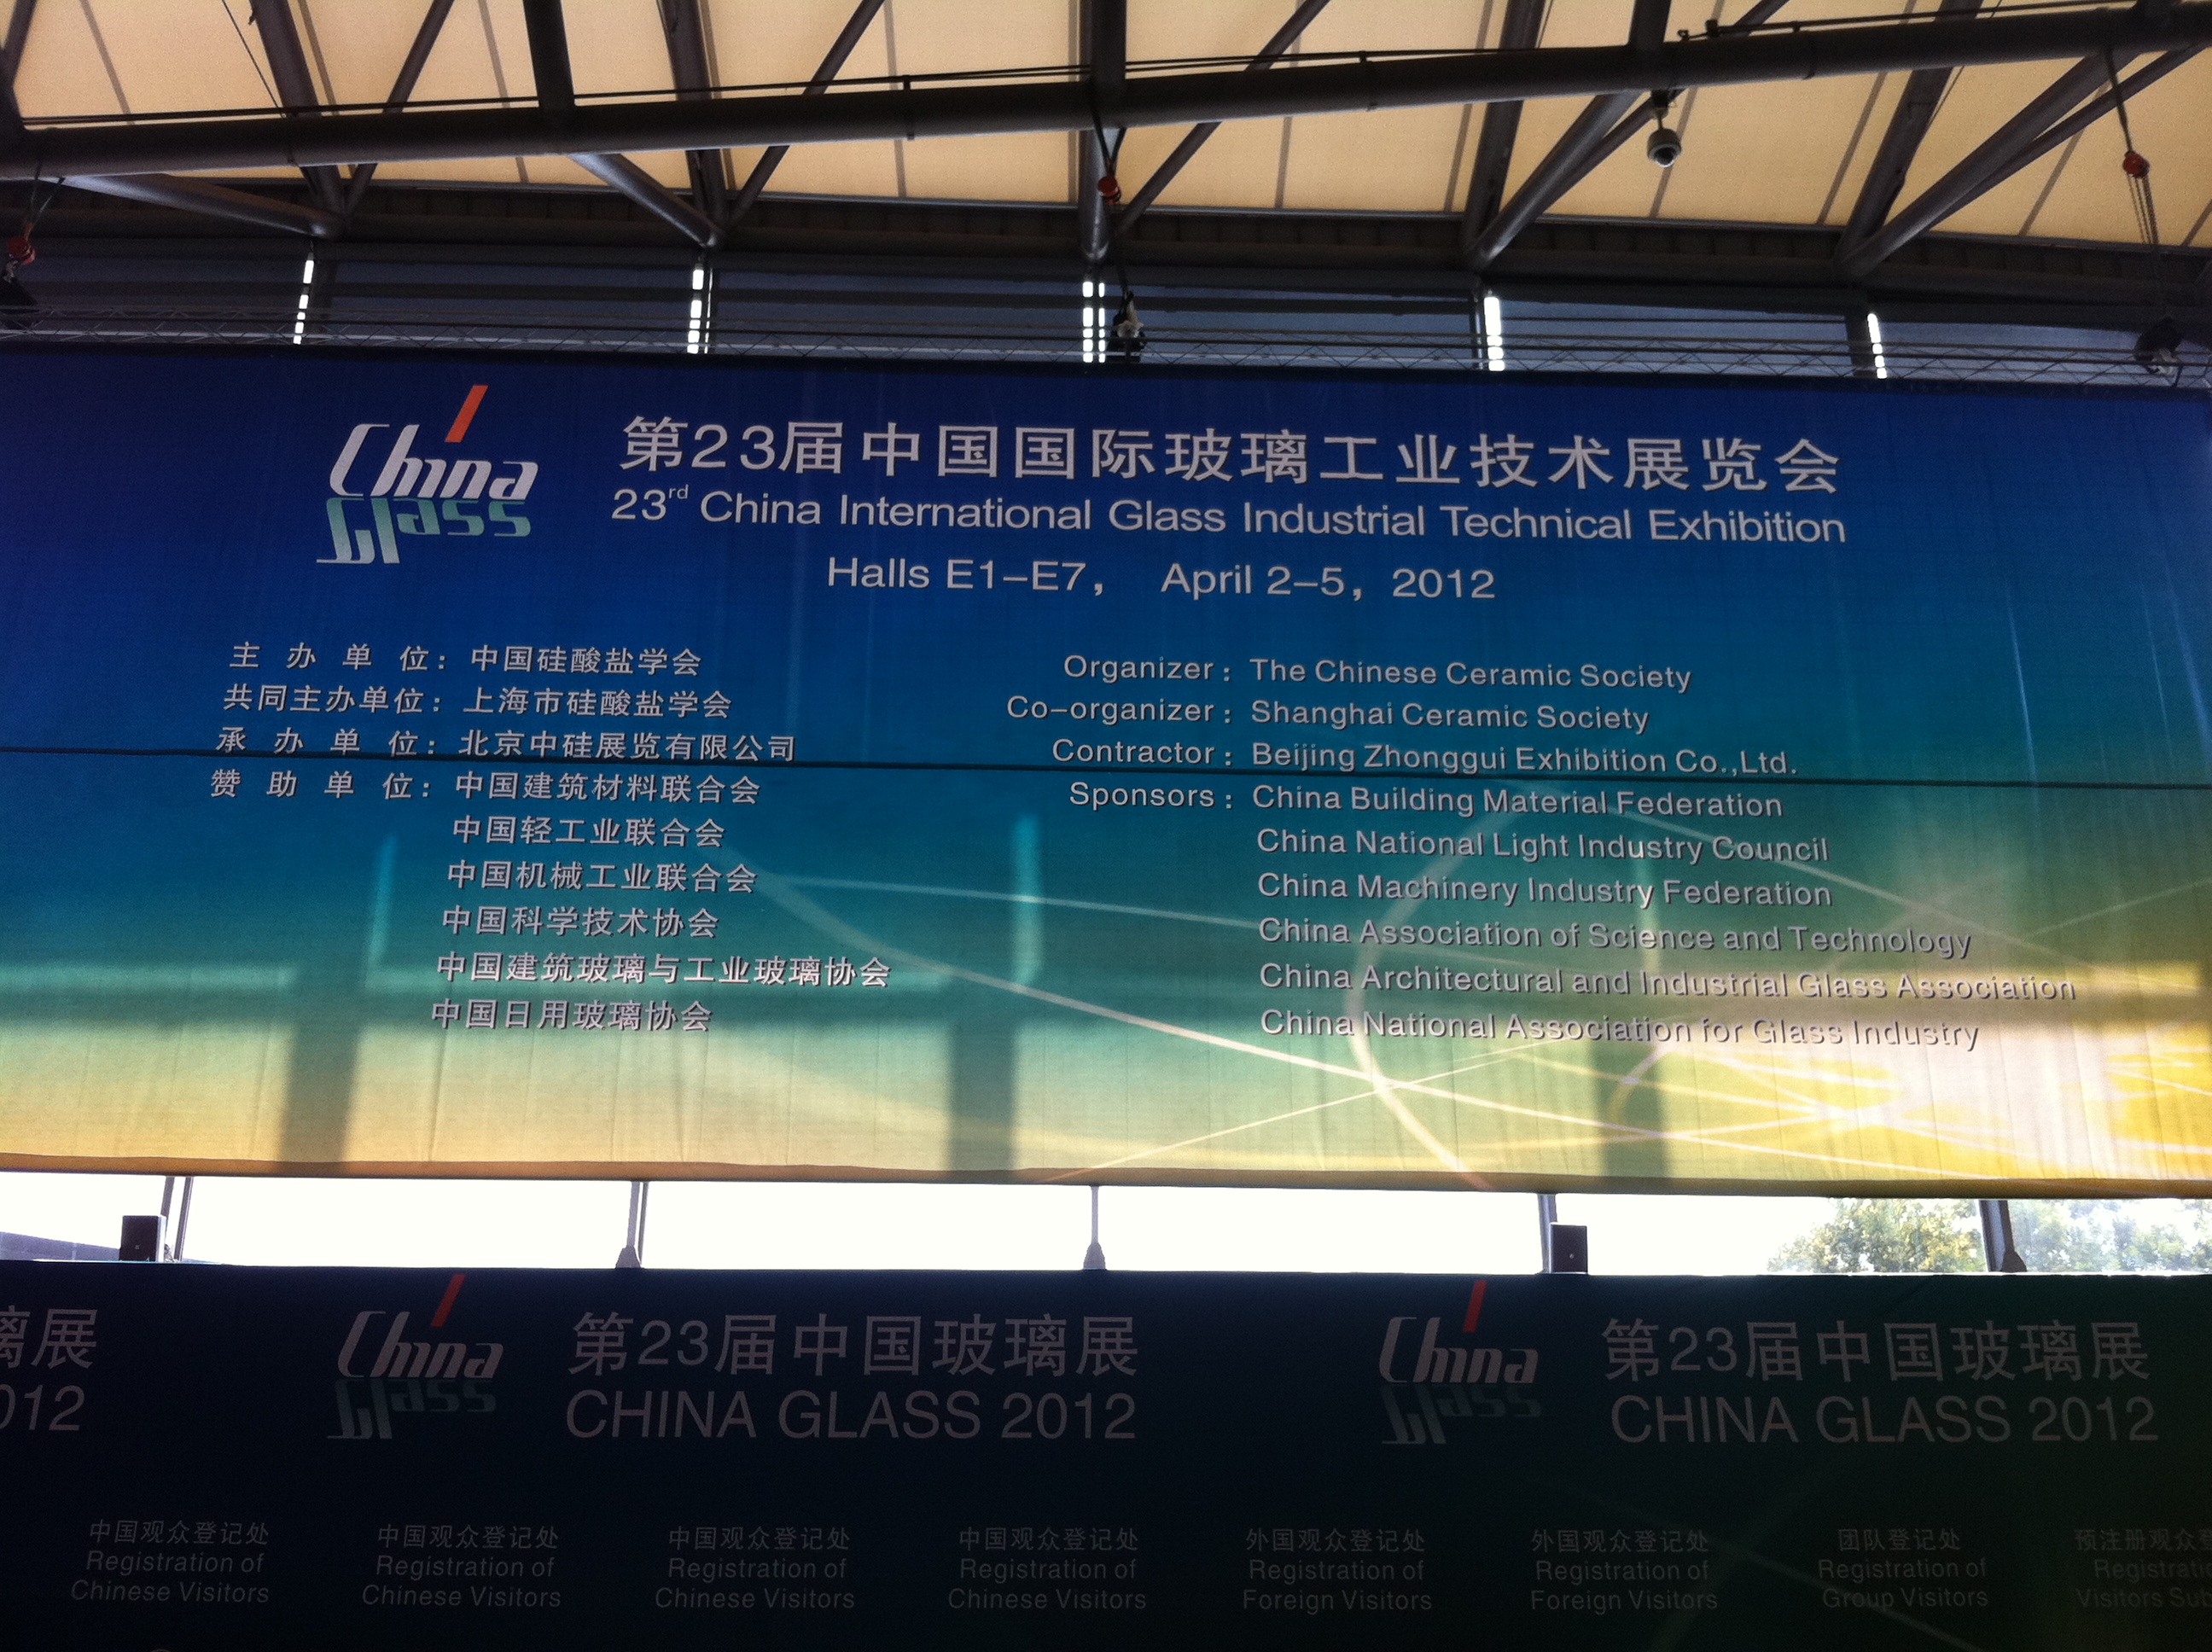 China
Glass
第23届中国国际玻璃工业技术展览会
23rd China International Glass Industrial Technical Exhibition
Halls E1–E7, April 2–5, 2012
主办单位：中国硅酸盐学会
共同主办单位：上海市硅酸盐学会
承办单位：北京中硅展览有限公司
赞助单位：中国建筑材料联合会
中国轻工业联合会
中国机械工业联合会
中国科学技术协会
中国建筑玻璃与工业玻璃协会
中国日用玻璃协会
Organizer : The Chinese Ceramic Society
Co-organizer : Shanghai Ceramic Society
Contractor : Beijing Zhonggui Exhibition Co.,Ltd.
Sponsors : China Building Material Federation
China National Light Industry Council
China Machinery Industry Federation
China Association of Science and Technology
China Architectural and Industrial Glass Association
China National Association for Glass Industry
璃展
012
China
Glass
第23届中国玻璃展
CHINA GLASS 2012
China
Glass
第23届中国玻璃展
CHINA GLASS 2012
中国观众登记处
Registration of
Chinese Visitors
中国观众登记处
Registration of
Chinese Visitors
中国观众登记处
Registration of
Chinese Visitors
中国观众登记处
Registration of
Chinese Visitors
外国观众登记处
Registration of
Foreign Visitors
外国观众登记处
Registration of
Foreign Visitors
团队登记处
Registration of
Group Visitors
预注册观众
Registrati
Visitors Sub